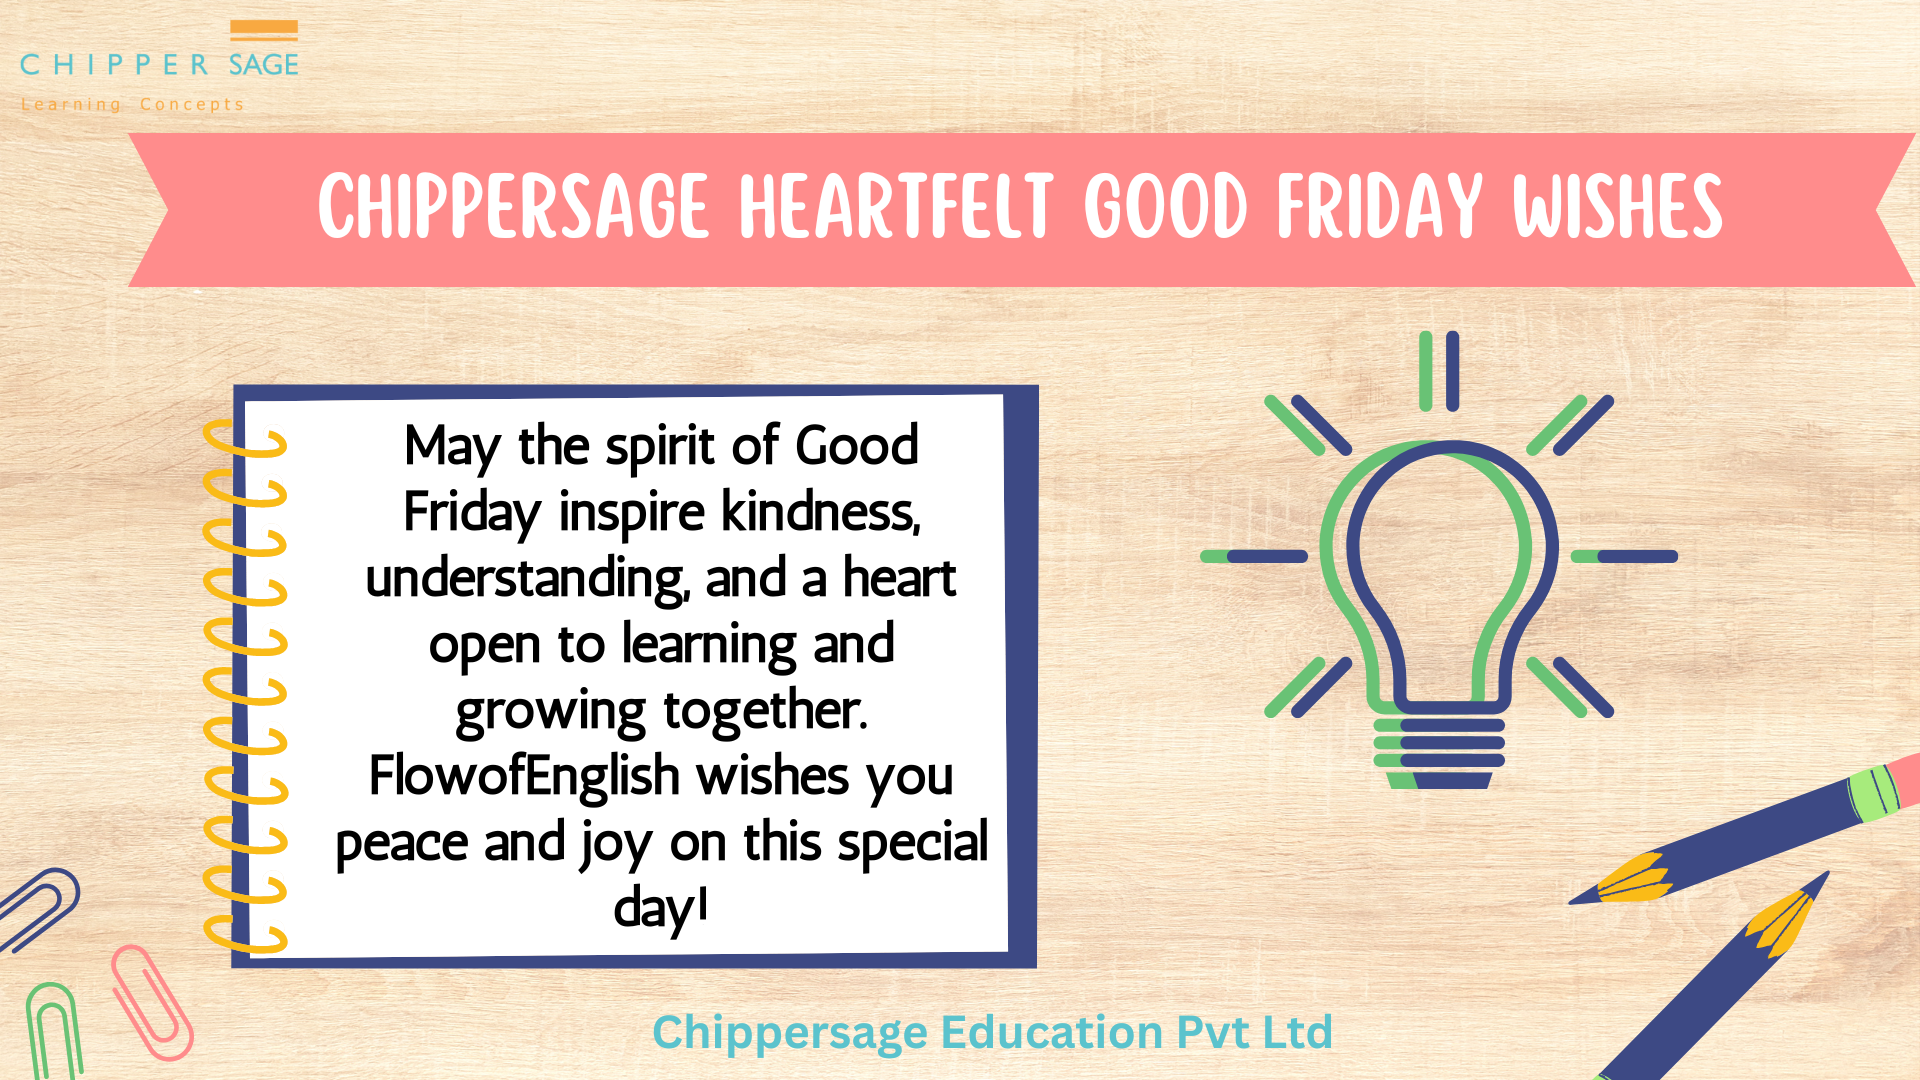 CHIPPER SAGE
Learning Concepts
CHIPPERSAGE HEARTFELT GOOD FRIDAY WISHES
May the spirit of Good
Friday inspire kindness,
understanding, and a heart
open to learning and
growing together.
FlowofEnglish wishes you
peace and joy on this special
day!
Chippersage Education Pvt Ltd